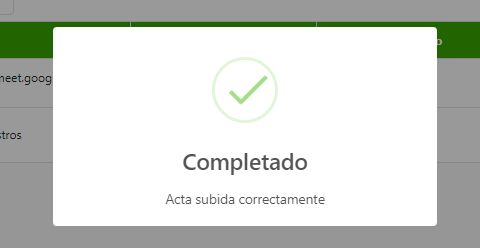 o
meet.goog
Completado
stros
Acta subida correctamente